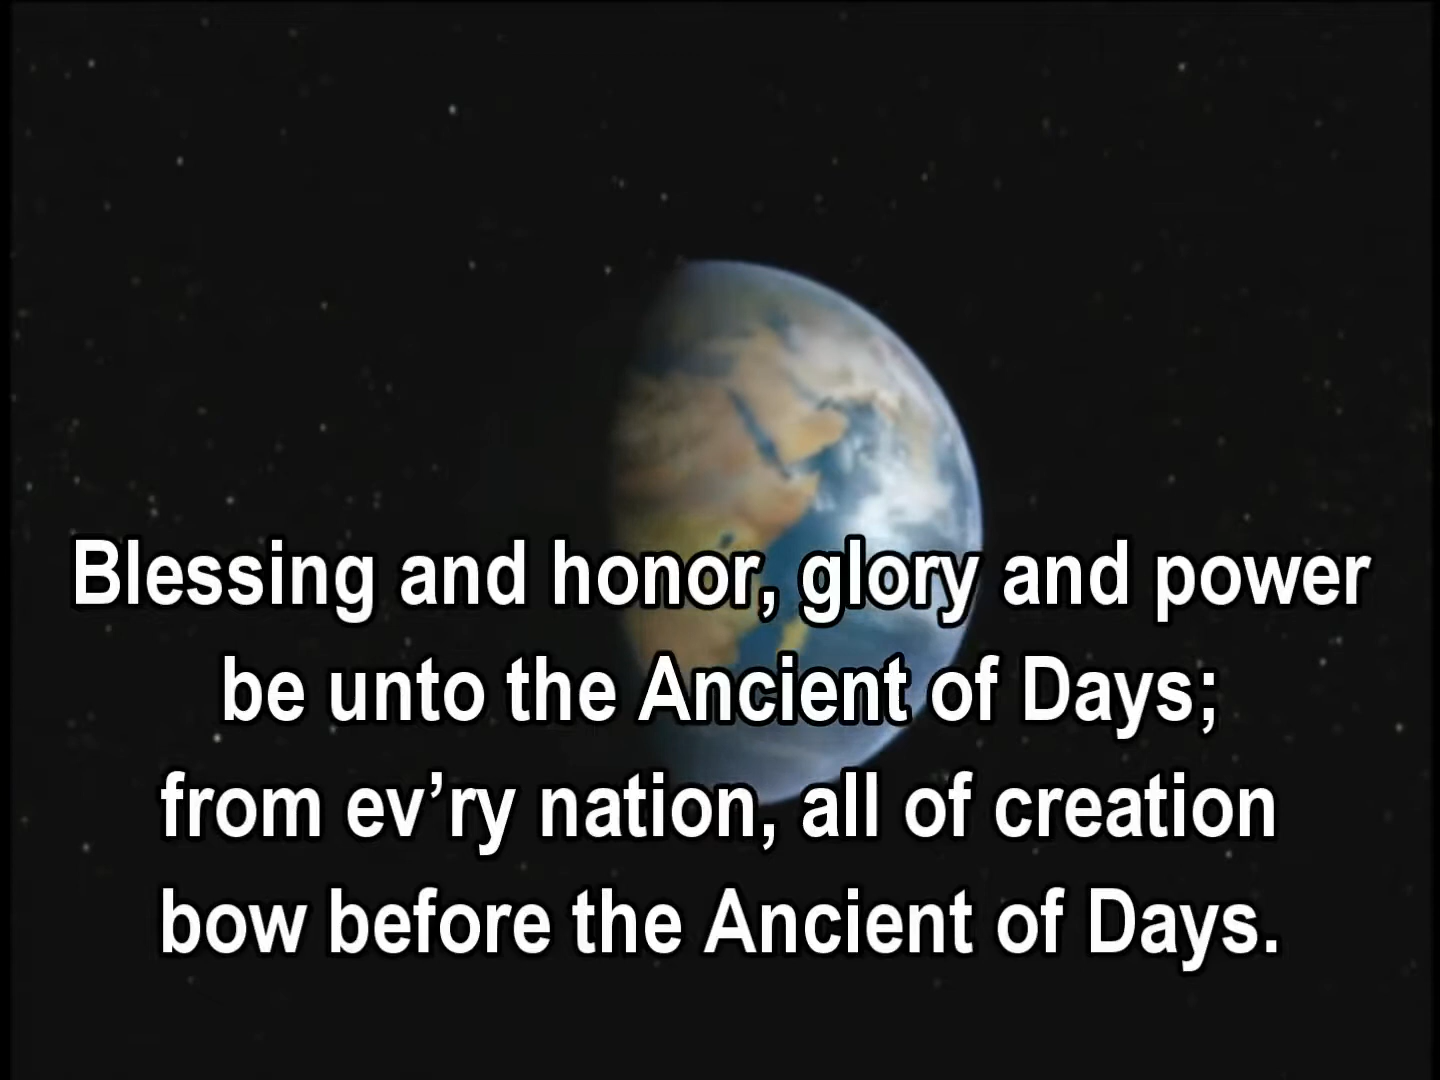 Blessing and honor, glory and power
be unto the Ancient of Days;
from ev’ry nation, all of creation
bow before the Ancient of Days.